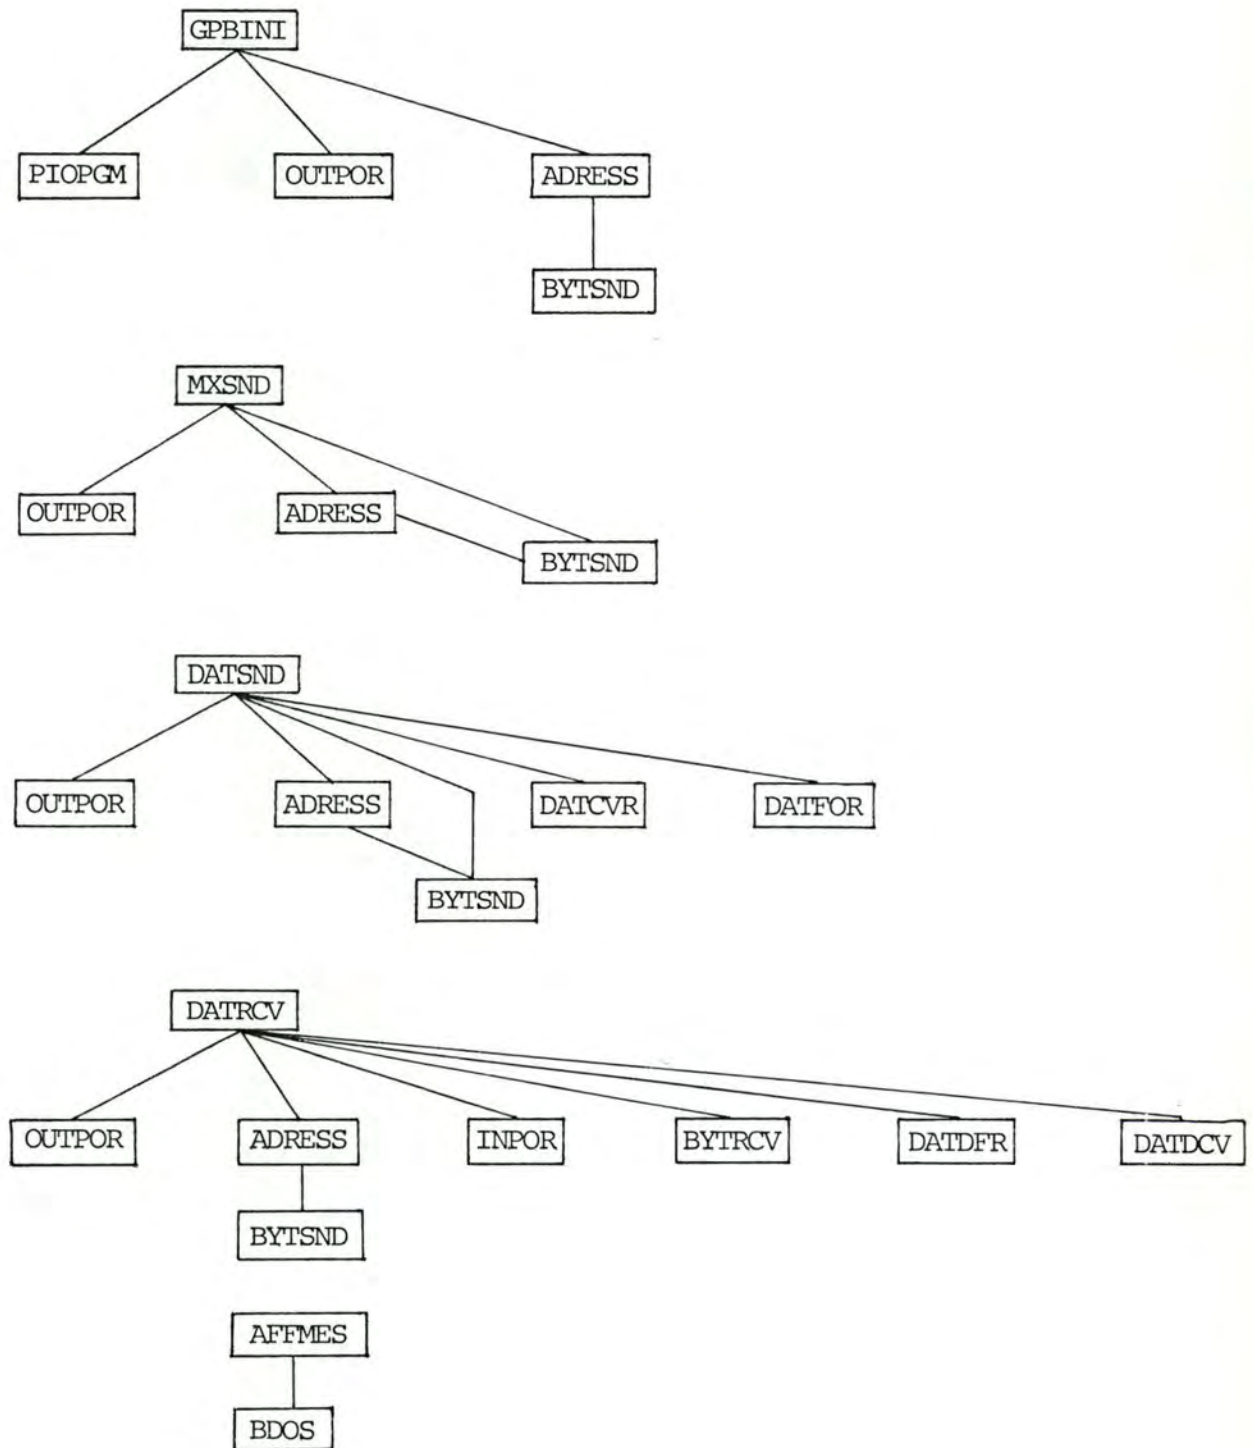 GPBINI
PIOPGM OUTPOR ADRESS
BYTSND
MXSND
OUTPOR ADRESS
BYTSND
DATSND
OUTPOR ADRESS DATCVR DATFOR
BYTSND
DATRCV
OUTPOR ADRESS INPOR BYTRCV DATDFR DATDCV
BYTSND
AFFMES
BDOS